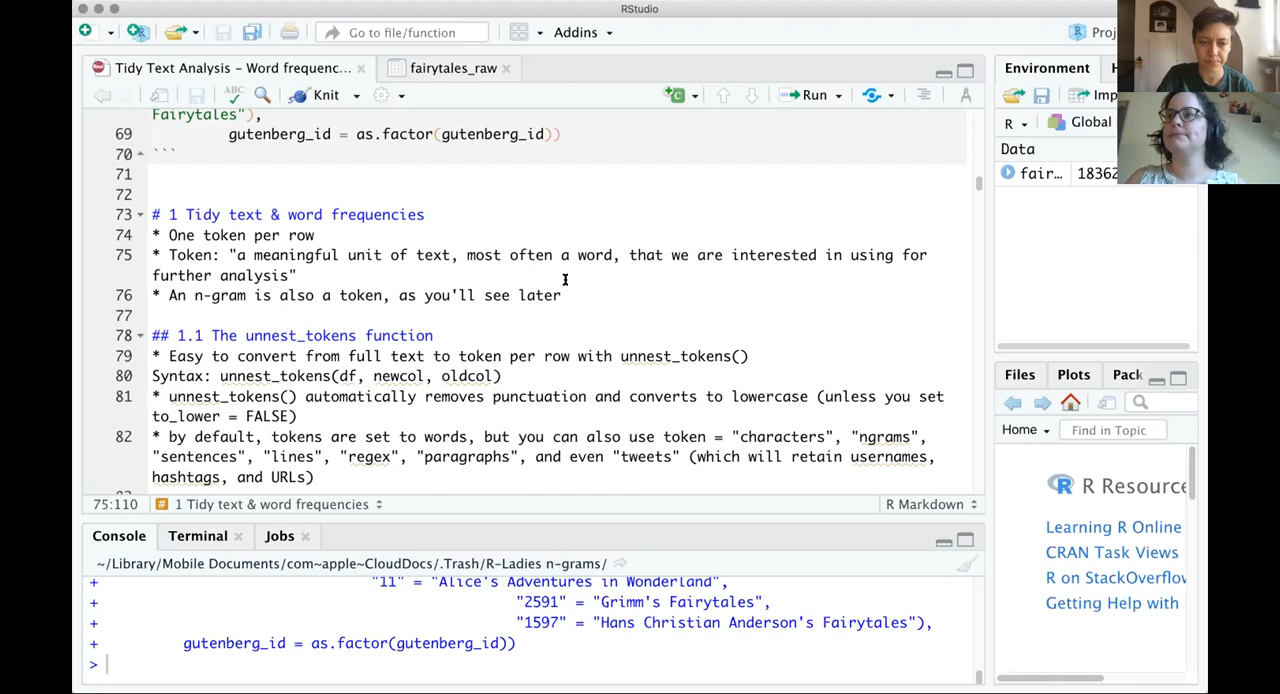 RStudio
Go to file/function
Addins
Proj
Tidy Text Analysis – Word frequenc...
fairytales_raw
ABC
Knit
Run
Fairytales"),
69 gutenberg_id = as.factor(gutenberg_id))
70 ```
71
72
73 # 1 Tidy text & word frequencies
74 * One token per row
75 * Token: "a meaningful unit of text, most often a word, that we are interested in using for
further analysis"
76 * An n-gram is also a token, as you'll see later
77
78 ## 1.1 The unnest_tokens function
79 * Easy to convert from full text to token per row with unnest_tokens()
80 Syntax: unnest_tokens(df, newcol, oldcol)
81 * unnest_tokens() automatically removes punctuation and converts to lowercase (unless you set
to_lower = FALSE)
82 * by default, tokens are set to words, but you can also use token = "characters", "ngrams",
"sentences", "lines", "regex", "paragraphs", and even "tweets" (which will retain usernames,
hashtags, and URLs)
75:110
# 1 Tidy text & word frequencies
R Markdown
Console
Terminal
Jobs
~/Library/Mobile Documents/com~apple~CloudDocs/.Trash/R-Ladies n-grams/
+ "11" = "Alice's Adventures in Wonderland",
+ "2591" = "Grimm's Fairytales",
+ "1597" = "Hans Christian Anderson's Fairytales"),
+ gutenberg_id = as.factor(gutenberg_id))
>
Environment
Imp
R
Global
Data
fair...
18362
Files
Plots
Pack
Home
Find in Topic
R Resource
Learning R Online
CRAN Task Views
R on StackOverflow
Getting Help with